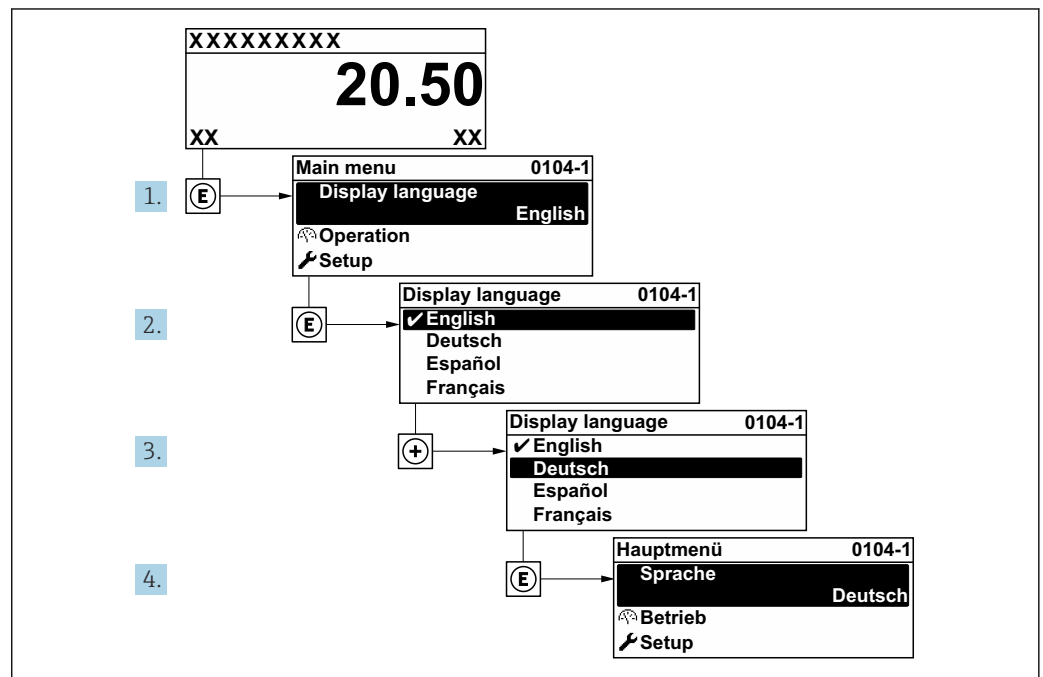 XXXXXXXXX
20.50
XX XX
1. E Main menu 0104-1
Display language
English
Operation
Setup
2. E Display language 0104-1
✔ English
Deutsch
Español
Français
3. + Display language 0104-1
✔ English
Deutsch
Español
Français
4. E Hauptmenü 0104-1
Sprache
Deutsch
Betrieb
Setup